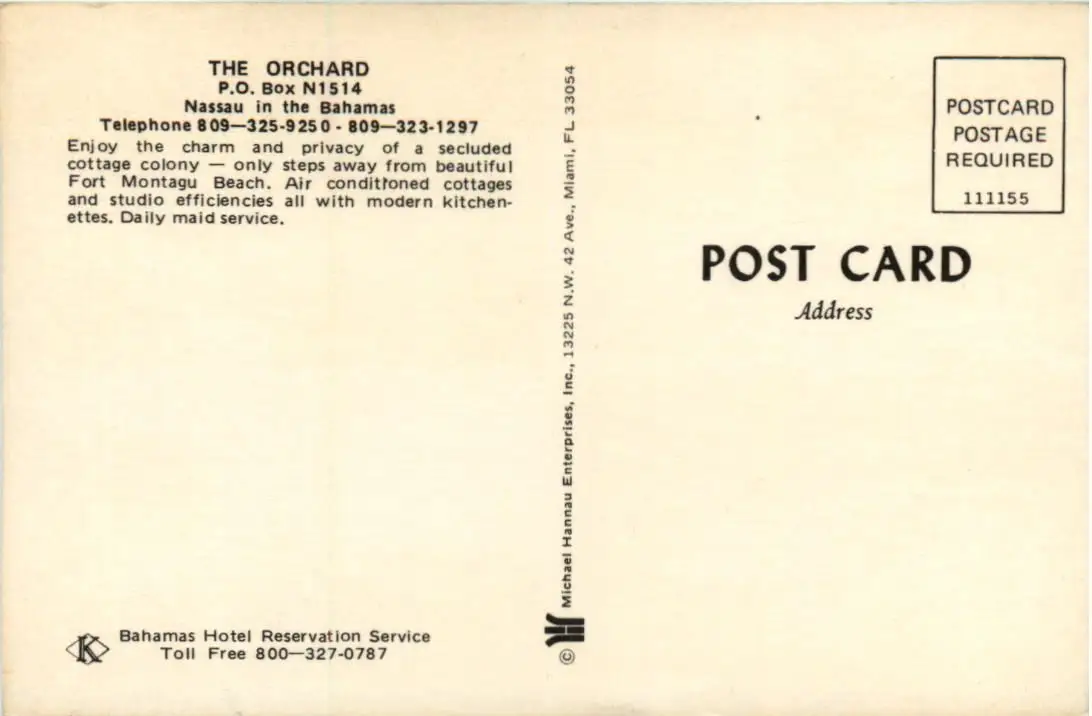 THE ORCHARD
P.O. Box N1514
Nassau in the Bahamas
Telephone 809—325-9250 - 809—323-1297
Enjoy the charm and privacy of a secluded
cottage colony — only steps away from beautiful
Fort Montagu Beach. Air conditioned cottages
and studio efficiencies all with modern kitchen-
ettes. Daily maid service.
K
Bahamas Hotel Reservation Service
Toll Free 800—327-0787
© H Michael Hannau Enterprises, Inc., 13225 N.W. 42 Ave., Miami, FL 33054
POSTCARD
POSTAGE
REQUIRED
111155
POST CARD
Address